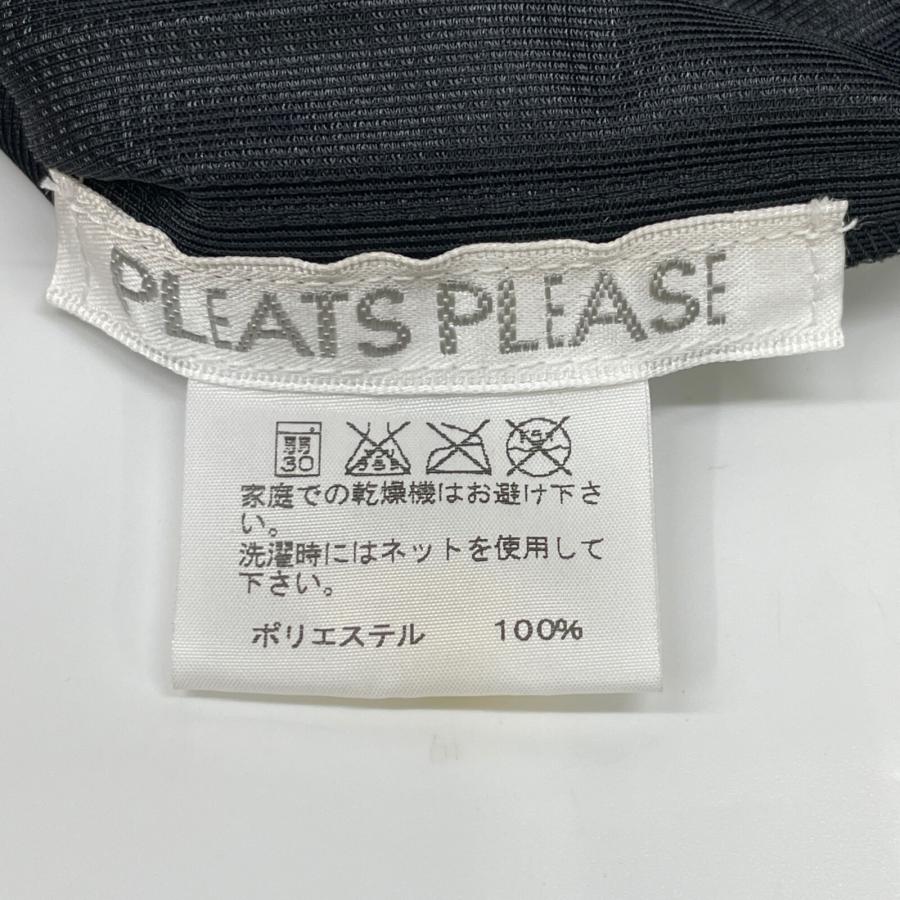 PLEATS PLEASE
弱 30
家庭での乾燥機はお避け下さ
い。
洗濯時にはネットを使用して
下さい。
ポリエステル 100%